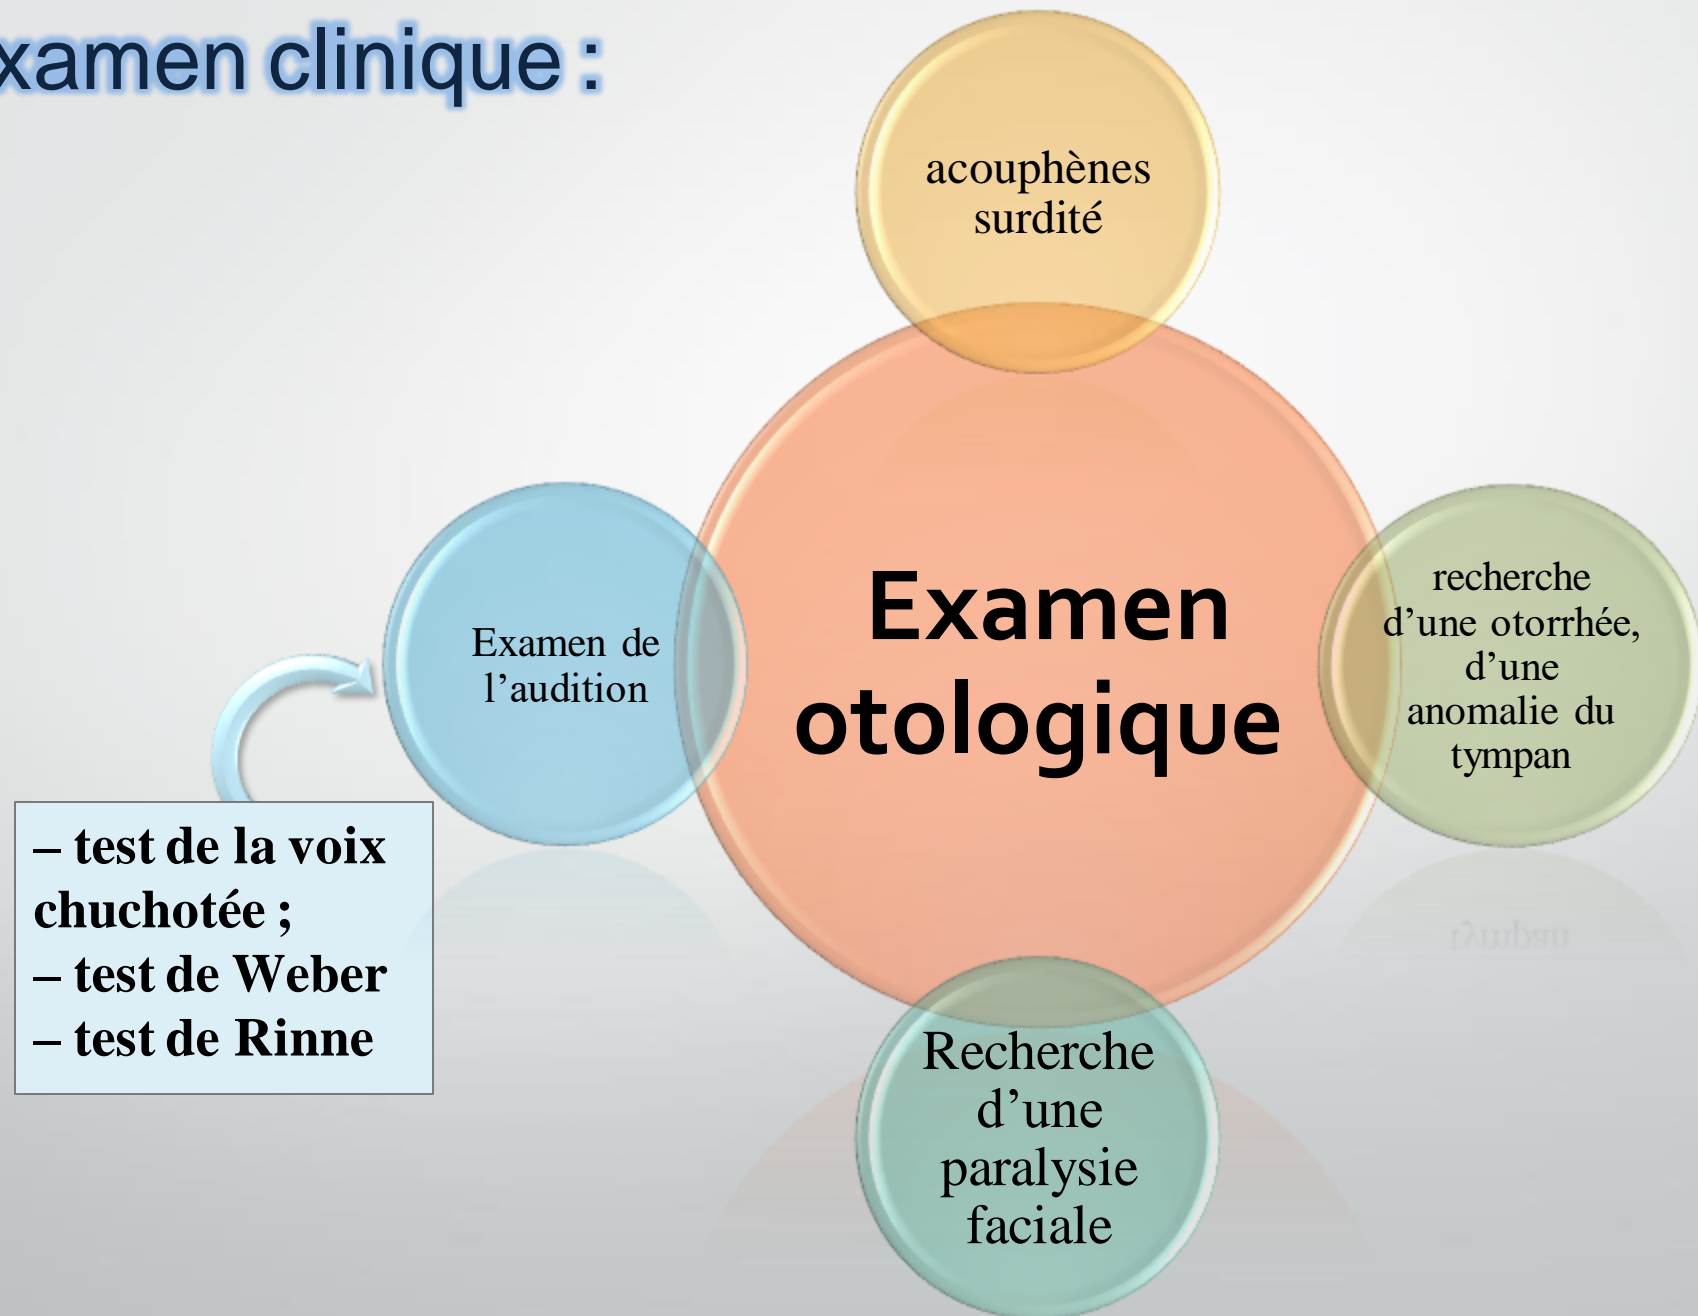 xamen clinique :
acouphènes
surdité
Examen
otologique
recherche
d’une otorrhée,
d’une
anomalie du
tympan
Recherche
d’une
paralysie
faciale
Examen de
l’audition
– test de la voix
chuchotée ;
– test de Weber
– test de Rinne